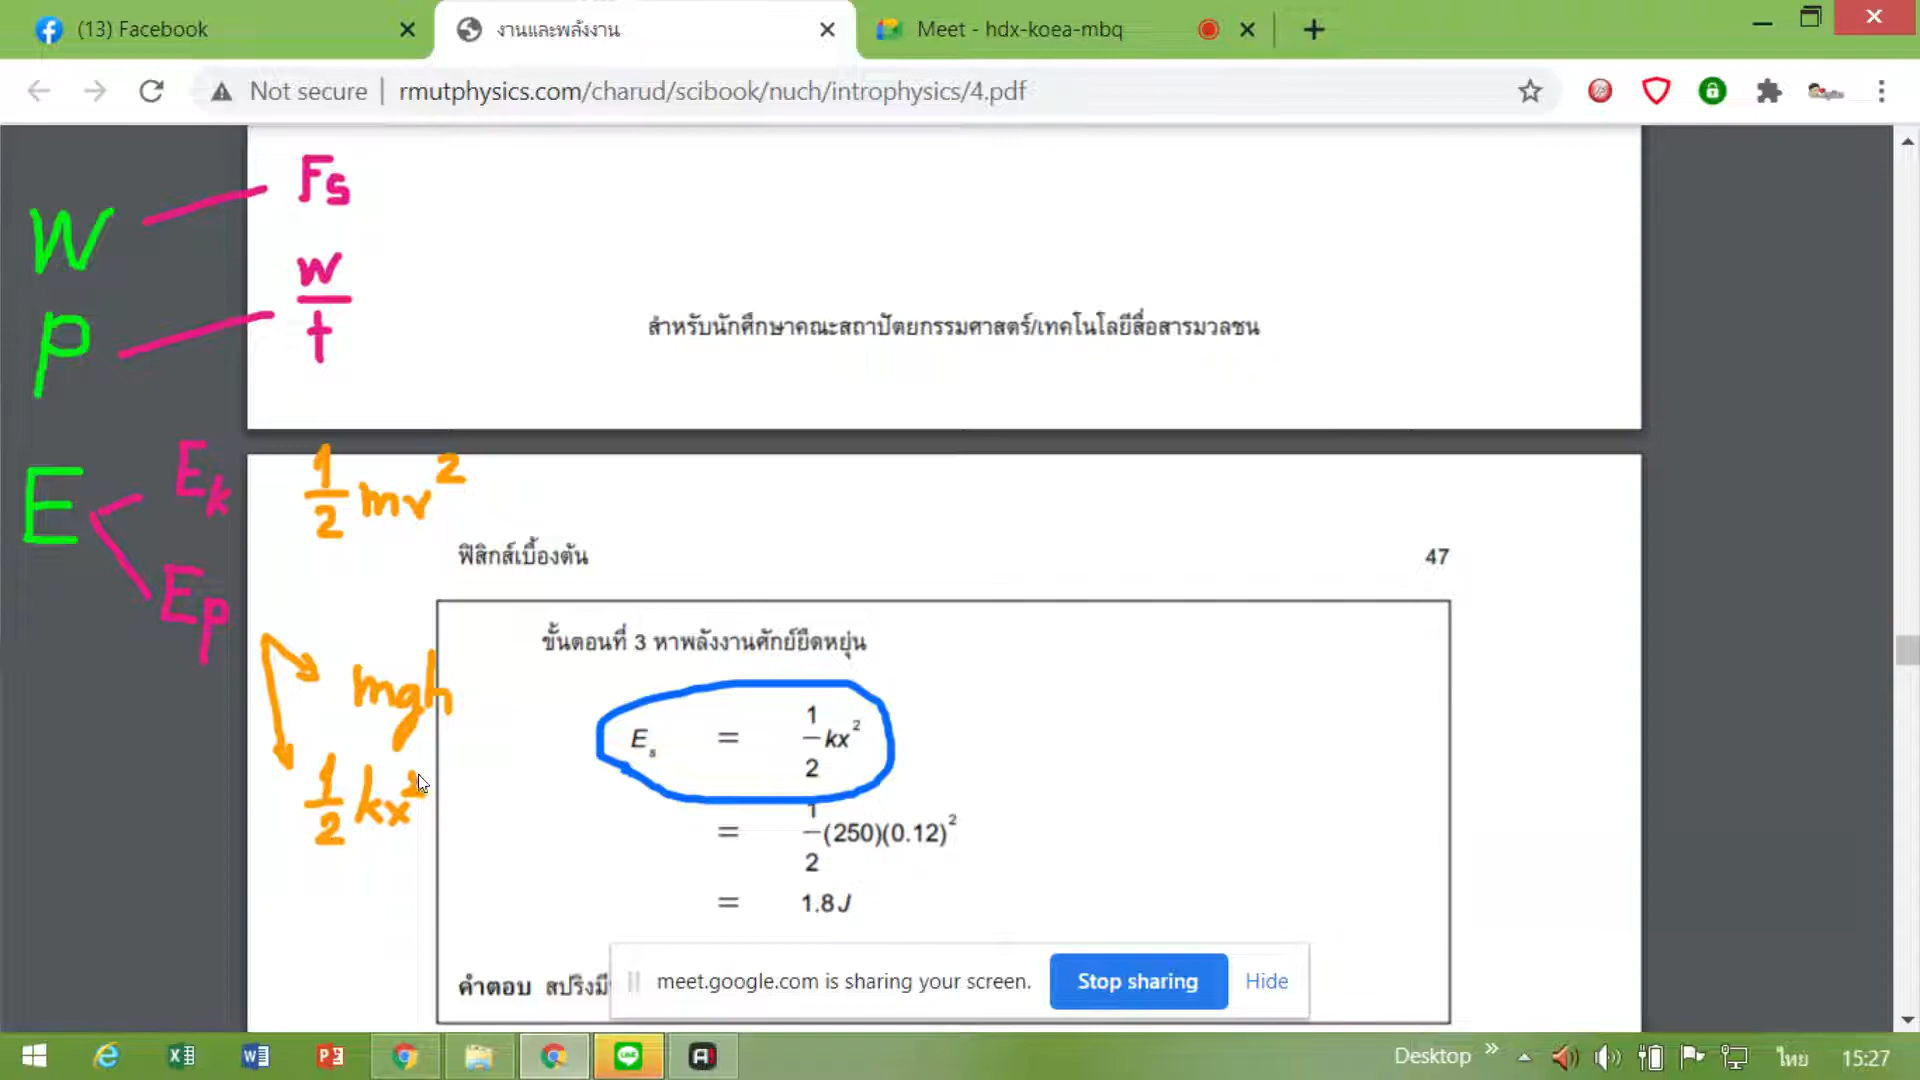 (13) Facebook
งานและพลังงาน
Meet - hdx-koea-mbq
Not secure
rmutphysics.com/charud/scibook/nuch/introphysics/4.pdf
W
Fs
P
w
t
สำหรับนักศึกษาคณะสถาปัตยกรรมศาสตร์/เทคโนโลยีสื่อสารมวลชน
E
Ek
1/2 mv²
Ep
mgh
1/2 kx²
ฟิสิกส์เบื้องต้น
47
ขั้นตอนที่ 3 หาพลังงานศักย์ยืดหยุ่น
E_s = 1/2 kx²
= 1/2 (250)(0.12)²
= 1.8 J
คำตอบ สปริงมี
meet.google.com is sharing your screen.
Stop sharing
Hide
Desktop
ไทย
15:27